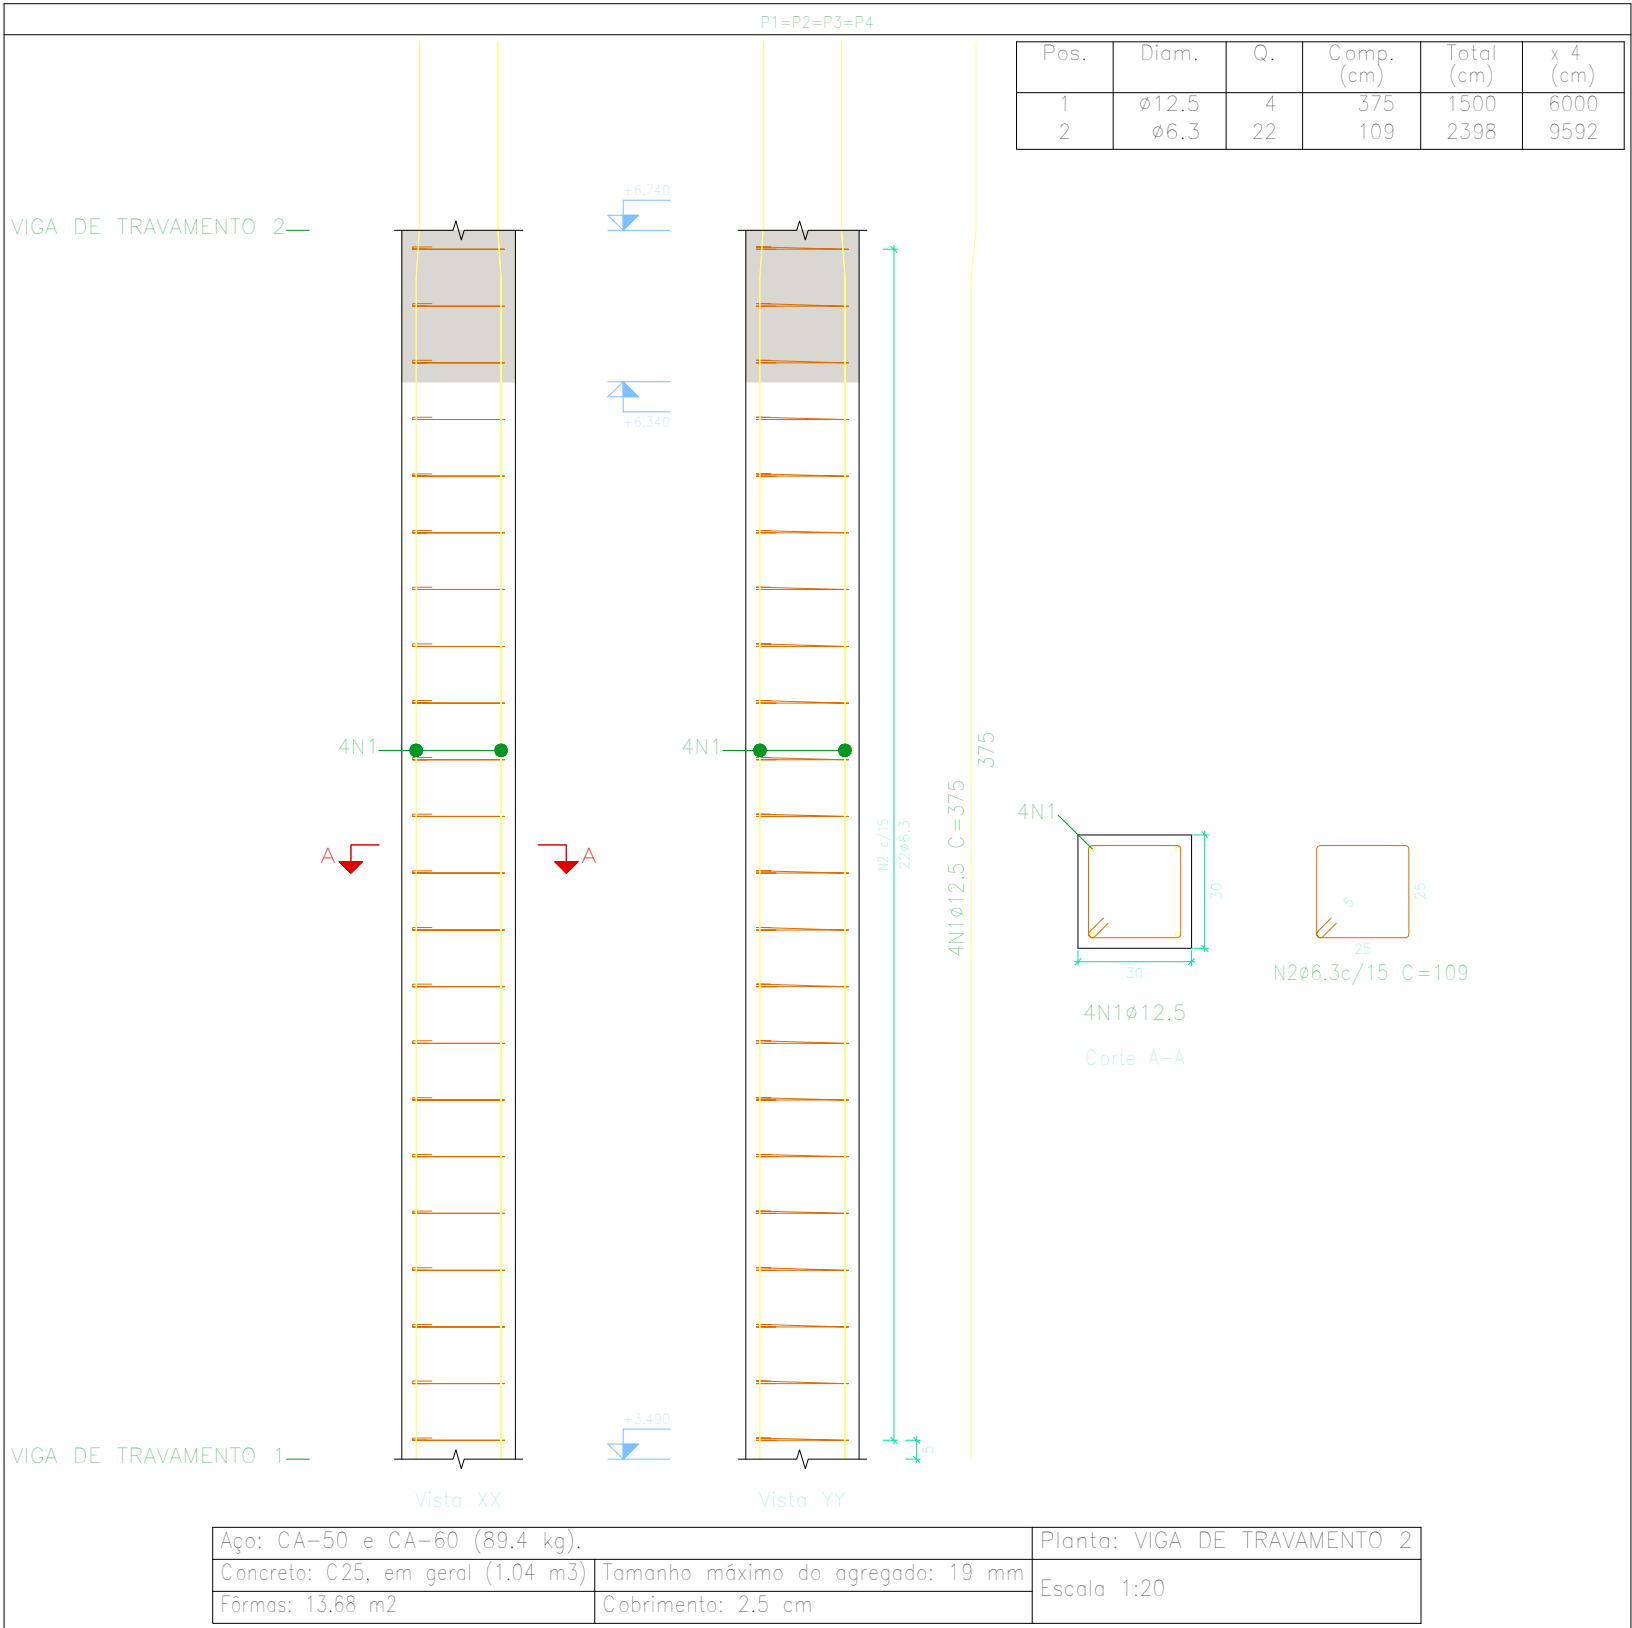 P1=P2=P3=P4
Pos. Diam. Q. Comp. (cm) Total (cm) x 4 (cm)
1 ø12.5 4 375 1500 6000
2 ø6.3 22 109 2398 9592
+6.740
VIGA DE TRAVAMENTO 2
+6.340
4N1
4N1
375
4N1ø12.5 C=375
N2 c/15
22ø6.3
A
A
4N1
30
30
4N1ø12.5
Corte A-A
5
25
25
N2ø6.3c/15 C=109
+3.490
VIGA DE TRAVAMENTO 1
5
Vista XX
Vista YY
Aço: CA-50 e CA-60 (89.4 kg).
Planta: VIGA DE TRAVAMENTO 2
Concreto: C25, em geral (1.04 m3)
Tamanho máximo do agregado: 19 mm
Escala 1:20
Fôrmas: 13.68 m2
Cobrimento: 2.5 cm